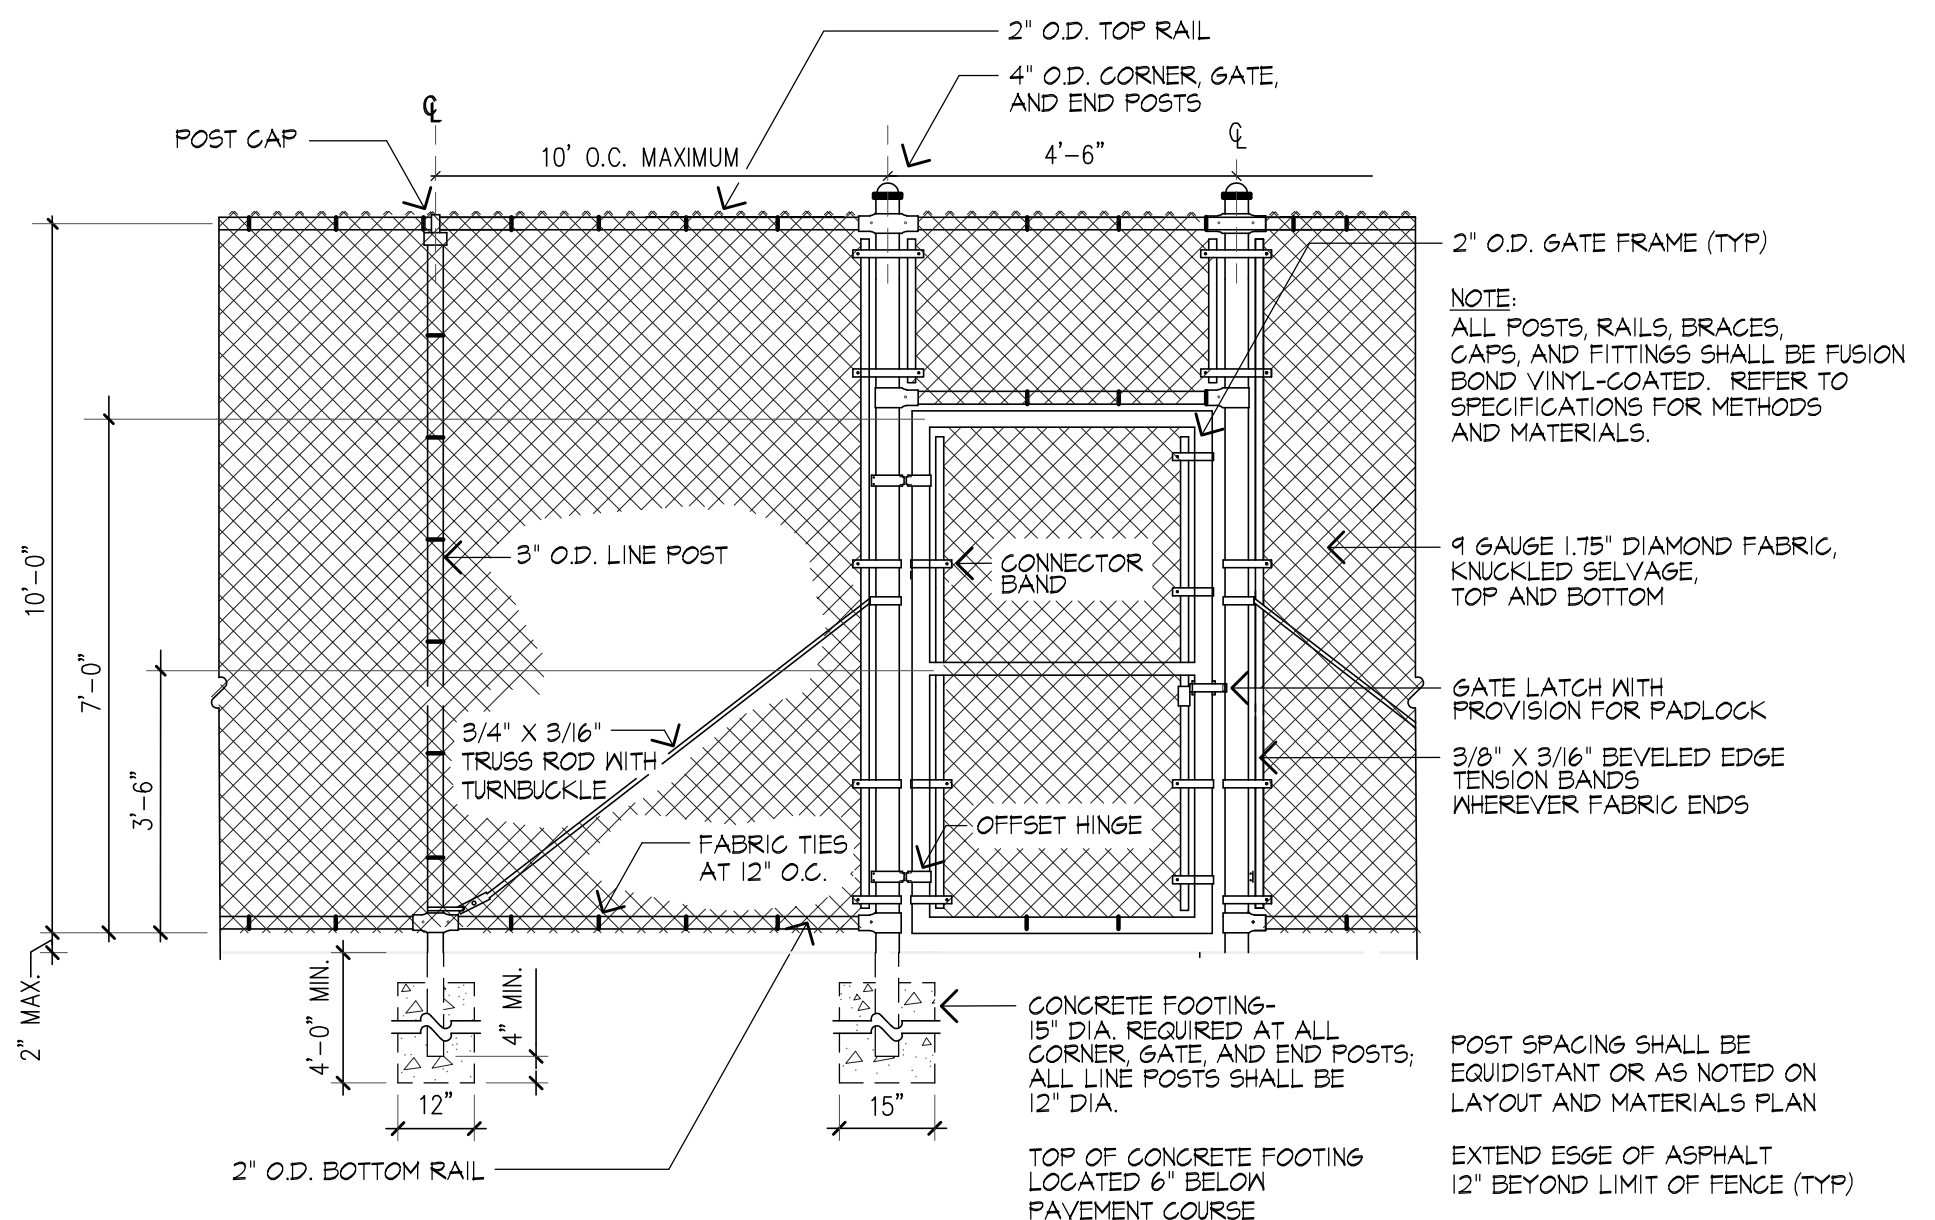 2" O.D. TOP RAIL
4" O.D. CORNER, GATE,
AND END POSTS
℄
℄
POST CAP
10' O.C. MAXIMUM
4'-6"
2" O.D. GATE FRAME (TYP)
NOTE:
ALL POSTS, RAILS, BRACES,
CAPS, AND FITTINGS SHALL BE FUSION
BOND VINYL-COATED. REFER TO
SPECIFICATIONS FOR METHODS
AND MATERIALS.
3" O.D. LINE POST
CONNECTOR
BAND
9 GAUGE 1.75" DIAMOND FABRIC,
KNUCKLED SELVAGE,
TOP AND BOTTOM
10'-0"
7'-0"
3'-6"
GATE LATCH WITH
PROVISION FOR PADLOCK
3/4" X 3/16"
TRUSS ROD WITH
TURNBUCKLE
3/8" X 3/16" BEVELED EDGE
TENSION BANDS
WHEREVER FABRIC ENDS
OFFSET HINGE
FABRIC TIES
AT 12" O.C.
2" MAX.
4'-0" MIN.
4" MIN.
12"
15"
CONCRETE FOOTING-
15" DIA. REQUIRED AT ALL
CORNER, GATE, AND END POSTS;
ALL LINE POSTS SHALL BE
12" DIA.
POST SPACING SHALL BE
EQUIDISTANT OR AS NOTED ON
LAYOUT AND MATERIALS PLAN
2" O.D. BOTTOM RAIL
TOP OF CONCRETE FOOTING
LOCATED 6" BELOW
PAVEMENT COURSE
EXTEND ESGE OF ASPHALT
12" BEYOND LIMIT OF FENCE (TYP)